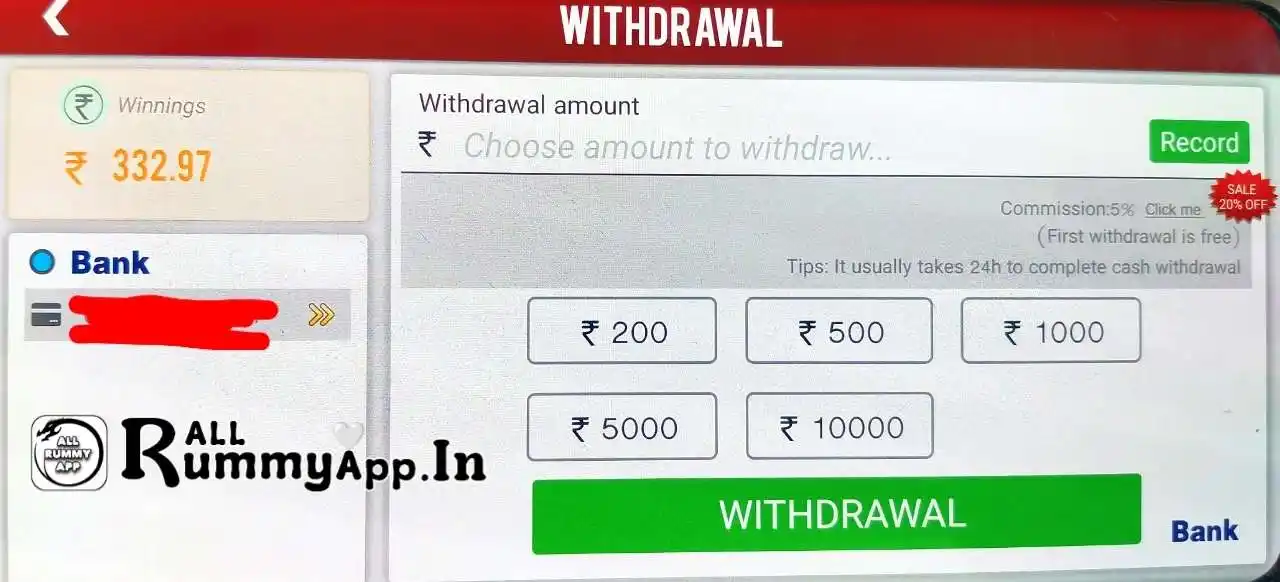 WITHDRAWAL
₹ Winnings
₹ 332.97
Bank
Withdrawal amount
₹ Choose amount to withdraw...
Record
SALE
20% OFF
Commission:5% Click me
(First withdrawal is free)
Tips: It usually takes 24h to complete cash withdrawal
₹ 200
₹ 500
₹ 1000
₹ 5000
₹ 10000
WITHDRAWAL
Bank
ALL
RUMMY
APP
ALL
RummyApp.In